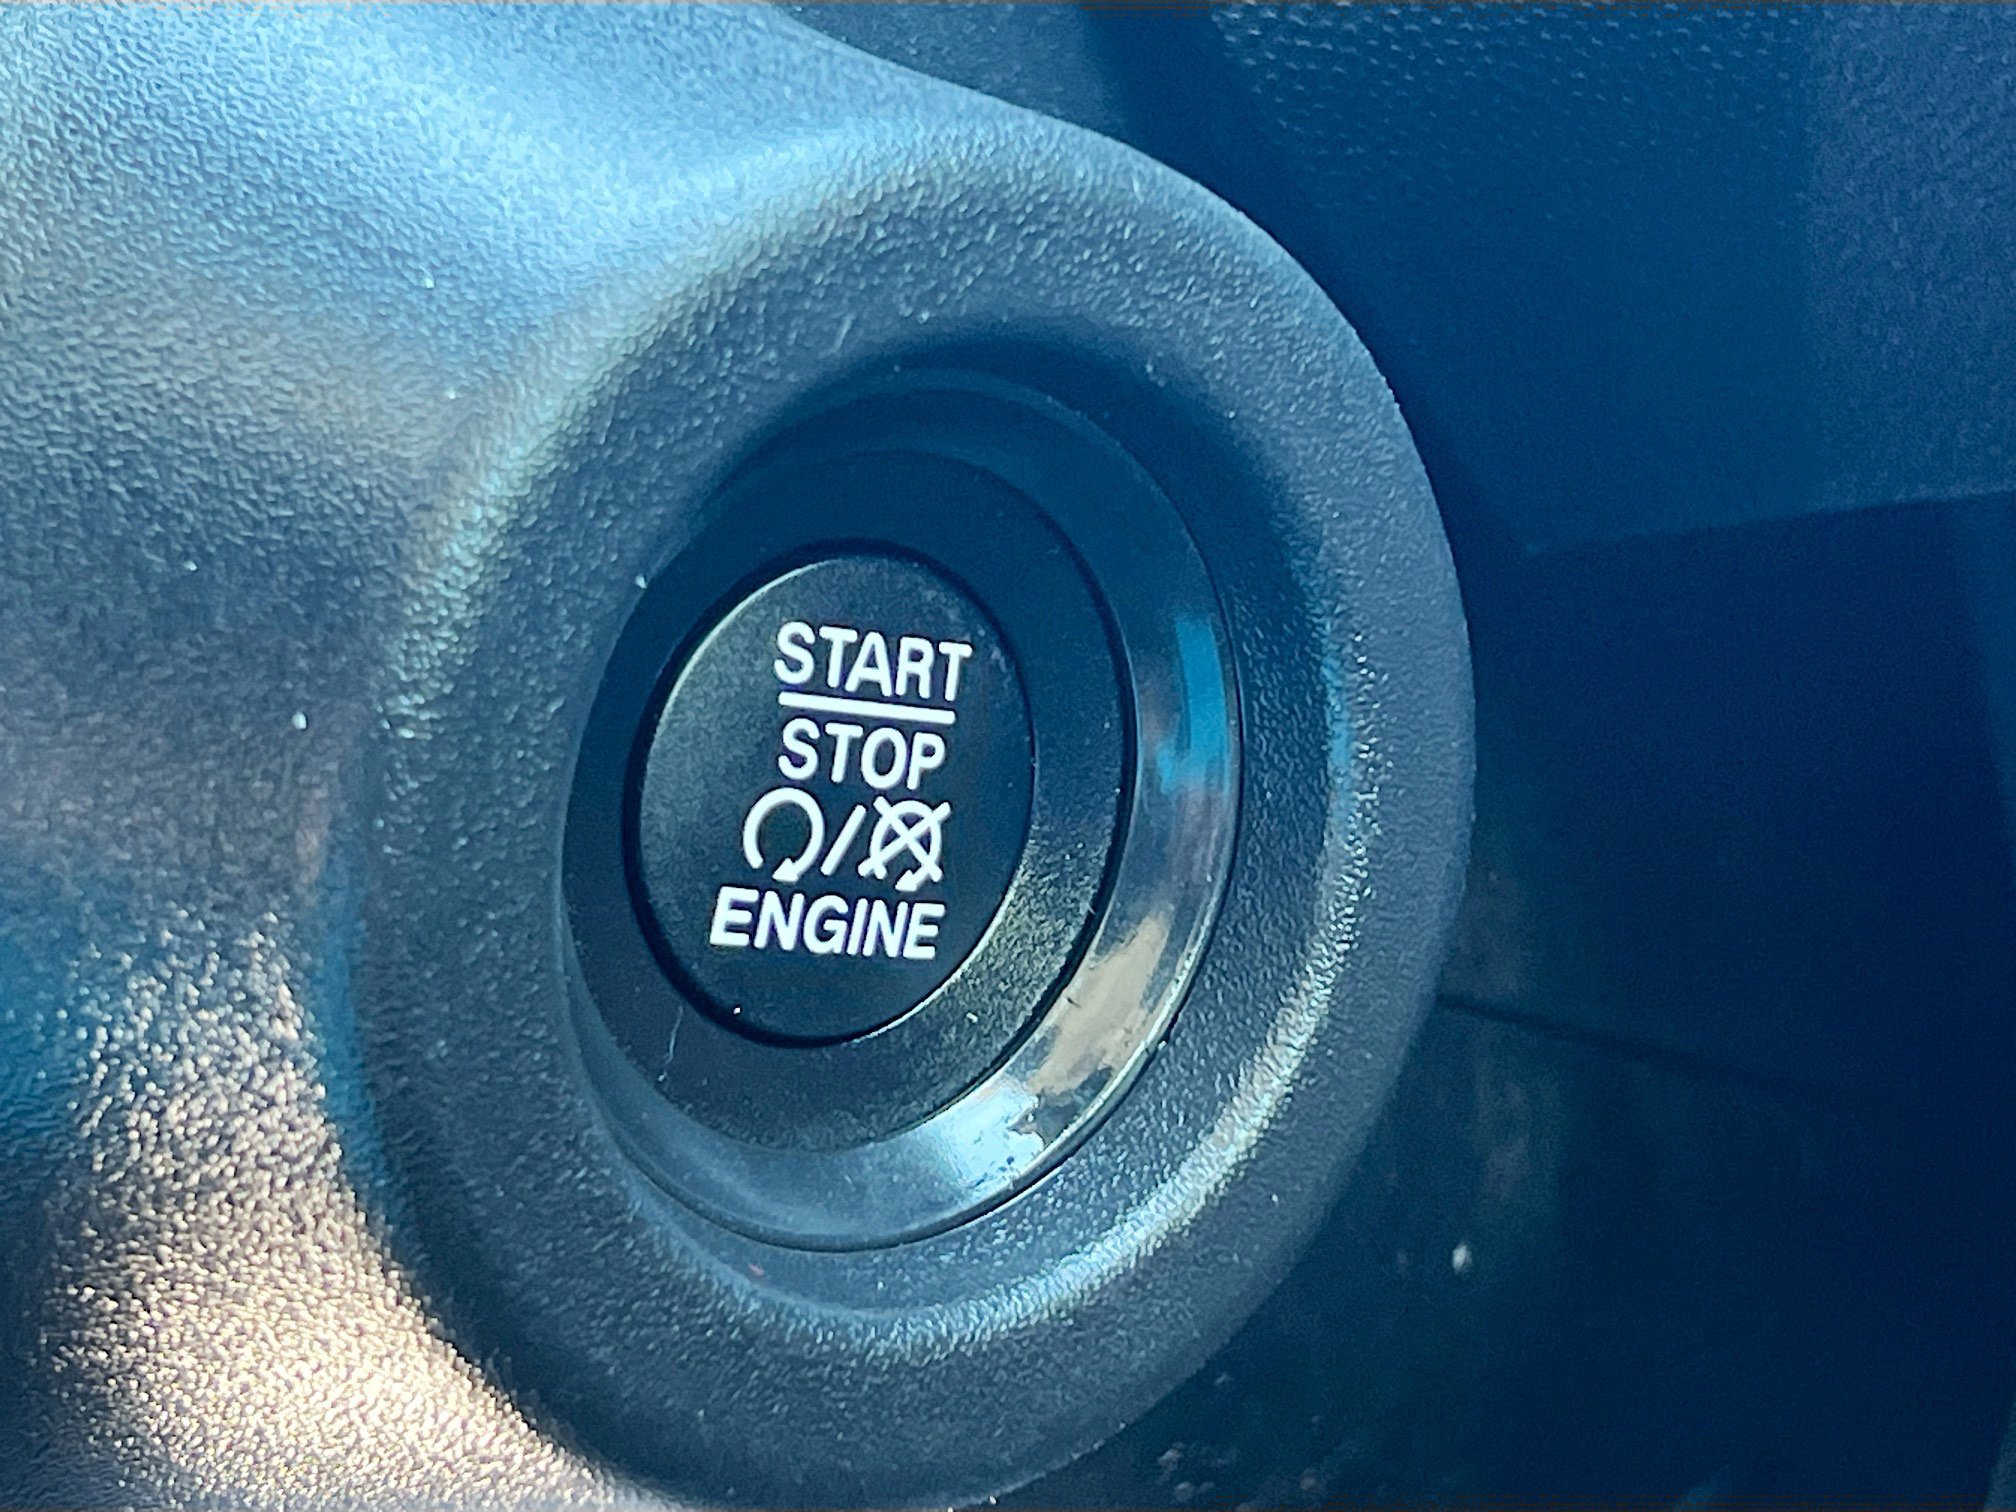 START
STOP
/
ENGINE